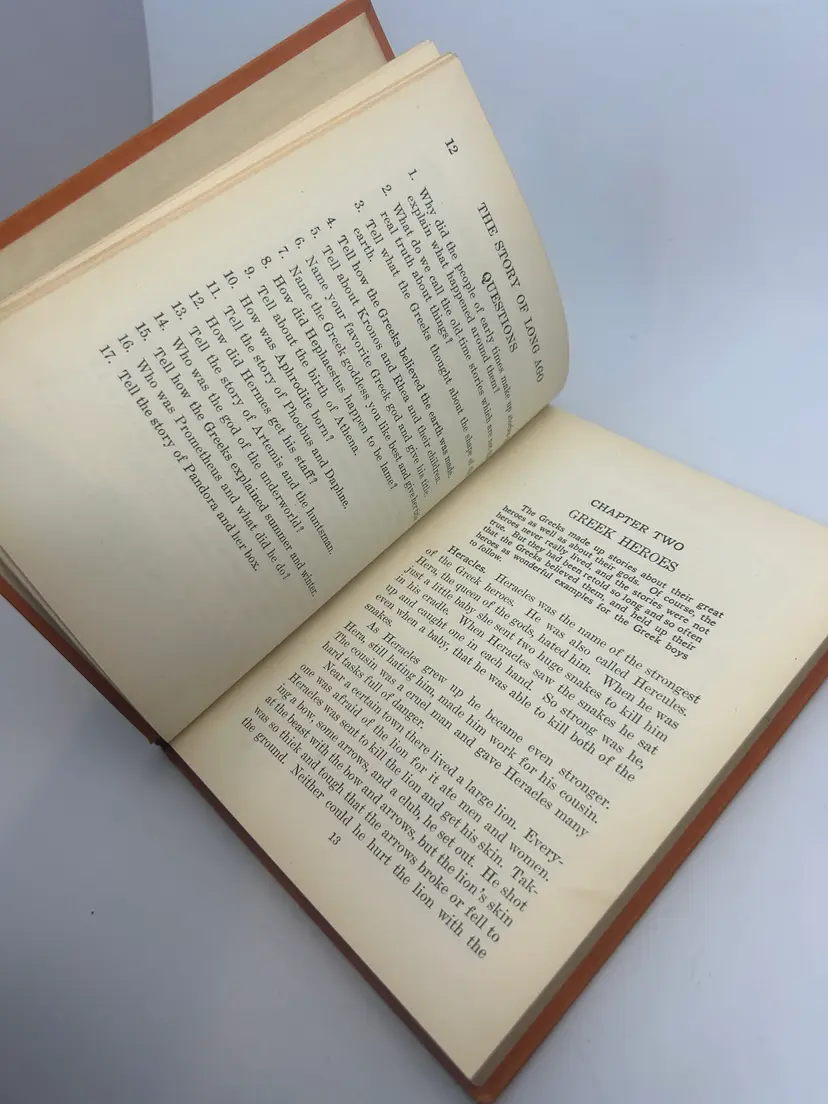 12
THE STORY OF LONG AGO
QUESTIONS
1. Why did the people of early times make up
explain what happened around them?
2. What do we call the old time stories which are not
real truth about things?
3. Tell what the Greeks thought about the shape of
earth.
4. Tell how the Greeks believed the earth was made.
5. Tell about Kronos and Rhea and their children.
6. Name your favorite Greek god and give his title.
7. Name the Greek goddess you like best and give her title
8. How did Hephaestus happen to be lame?
9. Tell about the birth of Athena.
10. How was Aphrodite born?
11. Tell the story of Phoebus and Daphne.
12. How did Hermes get his staff?
13. Tell the story of Artemis and the huntsman.
14. Who was the god of the underworld?
15. Tell how the Greeks explained summer and winter.
16. Who was Prometheus and what did he do?
17. Tell the story of Pandora and her box.
CHAPTER TWO
GREEK HEROES
The Greeks made up stories about their great
heroes as well as about their gods. Of course, the
heroes never really lived, and the stories were not
true. But they had been retold so long and so often
that the Greeks believed them, and held up their
heroes as wonderful examples for the Greek boys
to follow.
Heracles. Heracles was the name of the strongest
of the Greek heroes. He was also called Hercules.
Hera, the queen of the gods, hated him. When he was
just a little baby she sent two huge snakes to kill him
in his cradle. When Heracles saw the snakes he sat
up and caught one in each hand. So strong was he,
even when a baby, that he was able to kill both of the
snakes.
As Heracles grew up he became even stronger.
Hera, still hating him, made him work for his cousin.
The cousin was a cruel man and gave Heracles many
hard tasks full of danger.
Near a certain town there lived a large lion. Every-
one was afraid of the lion for it ate men and women.
Heracles was sent to kill the lion and get his skin. Tak-
ing a bow, some arrows, and a club, he set out. He shot
at the beast with the bow and arrows, but the lion's skin
was so thick and tough that the arrows broke or fell to
the ground. Neither could he hurt the lion with the
13